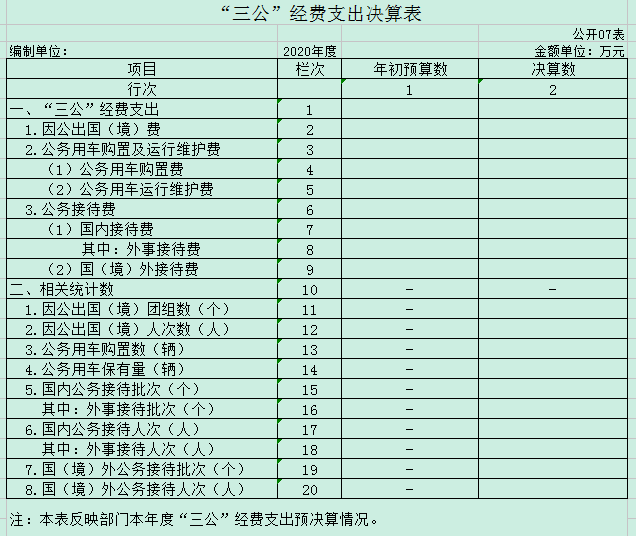 “三公”经费支出决算表
公开07表
编制单位： 2020年度 金额单位：万元
项目 栏次 年初预算数 决算数
行次 1 2
一、“三公”经费支出 1
1.因公出国（境）费 2
2.公务用车购置及运行维护费 3
（1）公务用车购置费 4
（2）公务用车运行维护费 5
3.公务接待费 6
（1）国内接待费 7
其中：外事接待费 8
（2）国（境）外接待费 9
二、相关统计数 10 － －
1.因公出国（境）团组数（个） 11 －
2.因公出国（境）人次数（人） 12 －
3.公务用车购置数（辆） 13 －
4.公务用车保有量（辆） 14 －
5.国内公务接待批次（个） 15 －
其中：外事接待批次（个） 16 －
6.国内公务接待人次（人） 17 －
其中：外事接待人次（人） 18 －
7.国（境）外公务接待批次（个） 19 －
8.国（境）外公务接待人次（人） 20 －
注：本表反映部门本年度“三公”经费支出预决算情况。